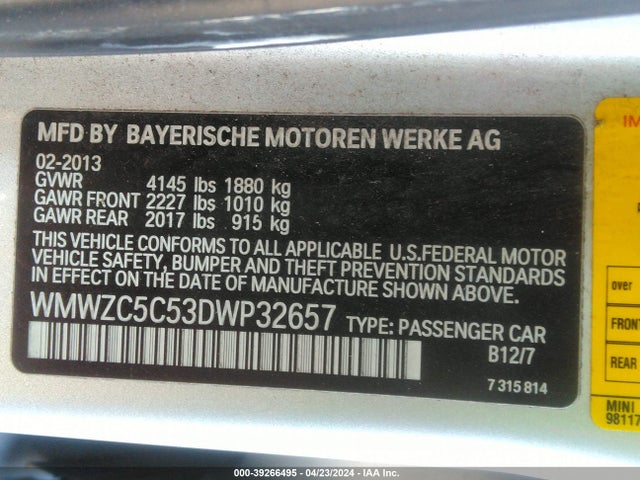 MFD BY BAYERISCHE MOTOREN WERKE AG
02-2013
GVWR 4145 lbs 1880 kg
GAWR FRONT 2227 lbs 1010 kg
GAWR REAR 2017 lbs 915 kg
THIS VEHICLE CONFORMS TO ALL APPLICABLE U.S.FEDERAL MOTOR
VEHICLE SAFETY, BUMPER AND THEFT PREVENTION STANDARDS
IN EFFECT ON THE DATE OF MANUFACTURE SHOWN ABOVE.
WMWZC5C53DWP32657 TYPE: PASSENGER CAR
B12/7
7 315 814
over
FRONT
REAR
MINI
98117
000-39266495 - 04/23/2024 - IAA Inc.